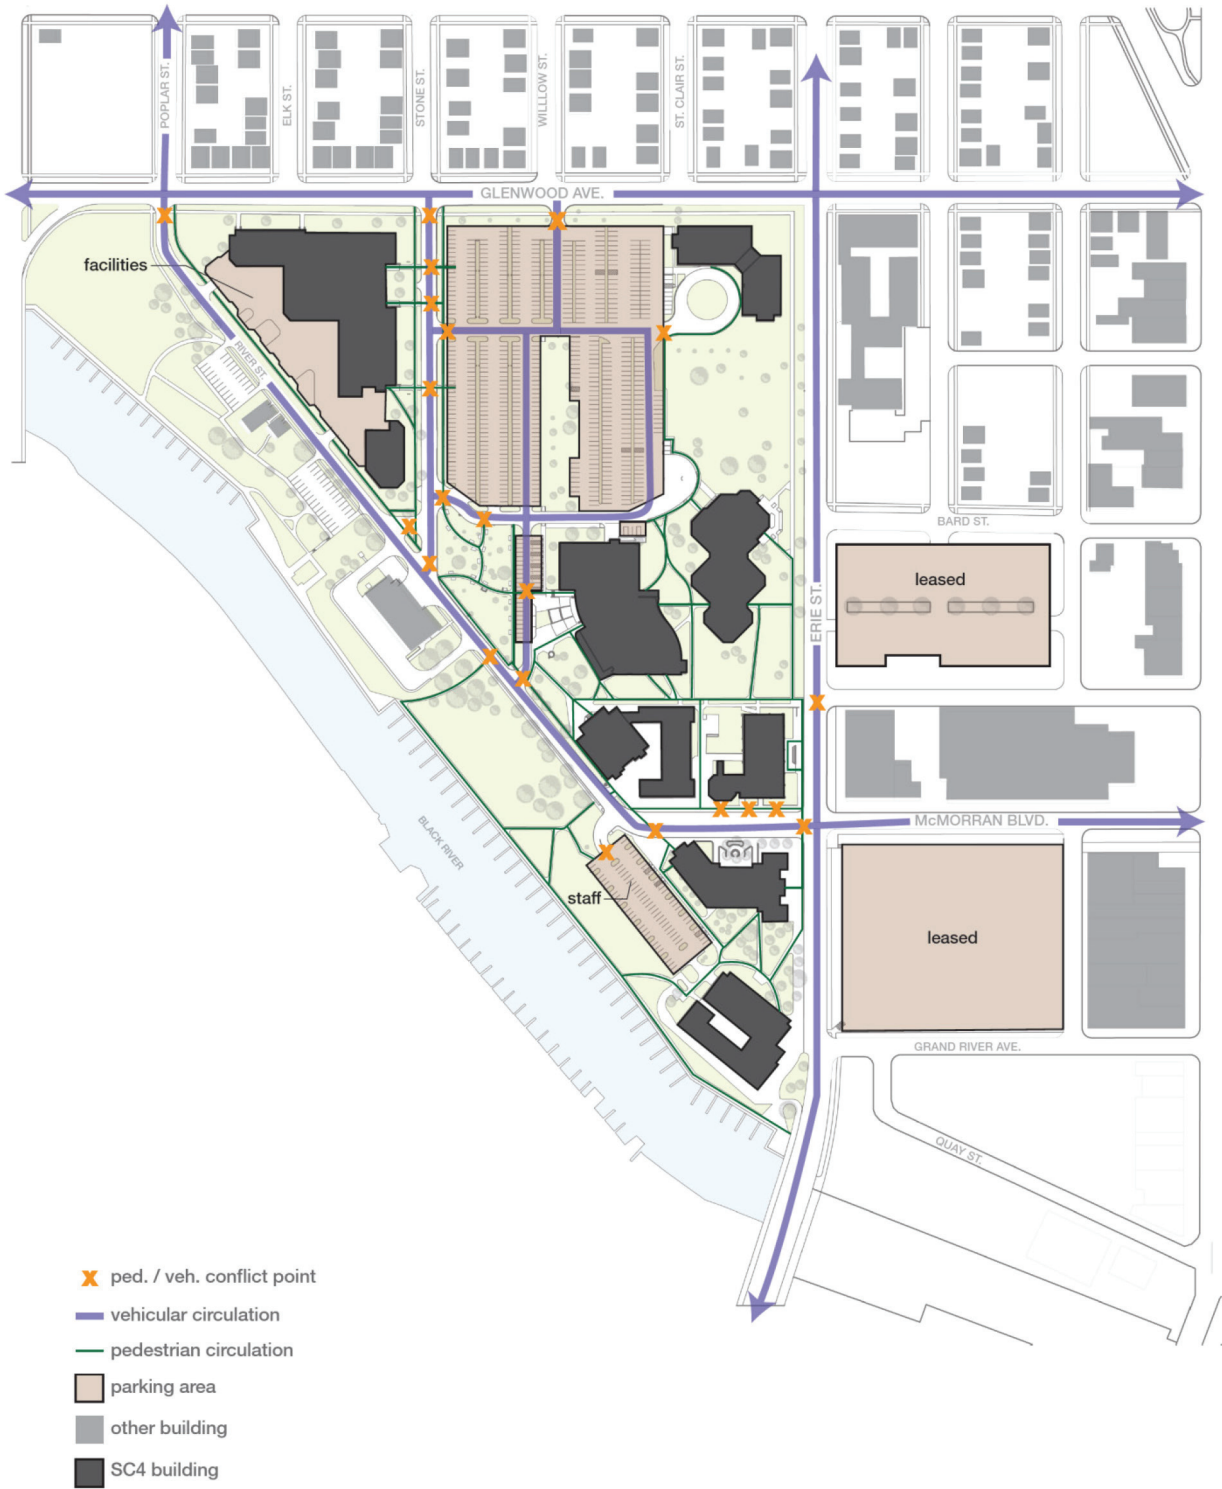 POPLAR ST.
ELK ST.
STONE ST.
WILLLOW ST.
ST. CLAIR ST.
GLENWOOD AVE.
facilities
RIVER ST.
BARD ST.
leased
ERIE ST.
McMORRAN BLVD.
BLACK RIVER
staff
leased
GRAND RIVER AVE.
QUAY ST.
ped. / veh. conflict point
vehicular circulation
pedestrian circulation
parking area
other building
SC4 building